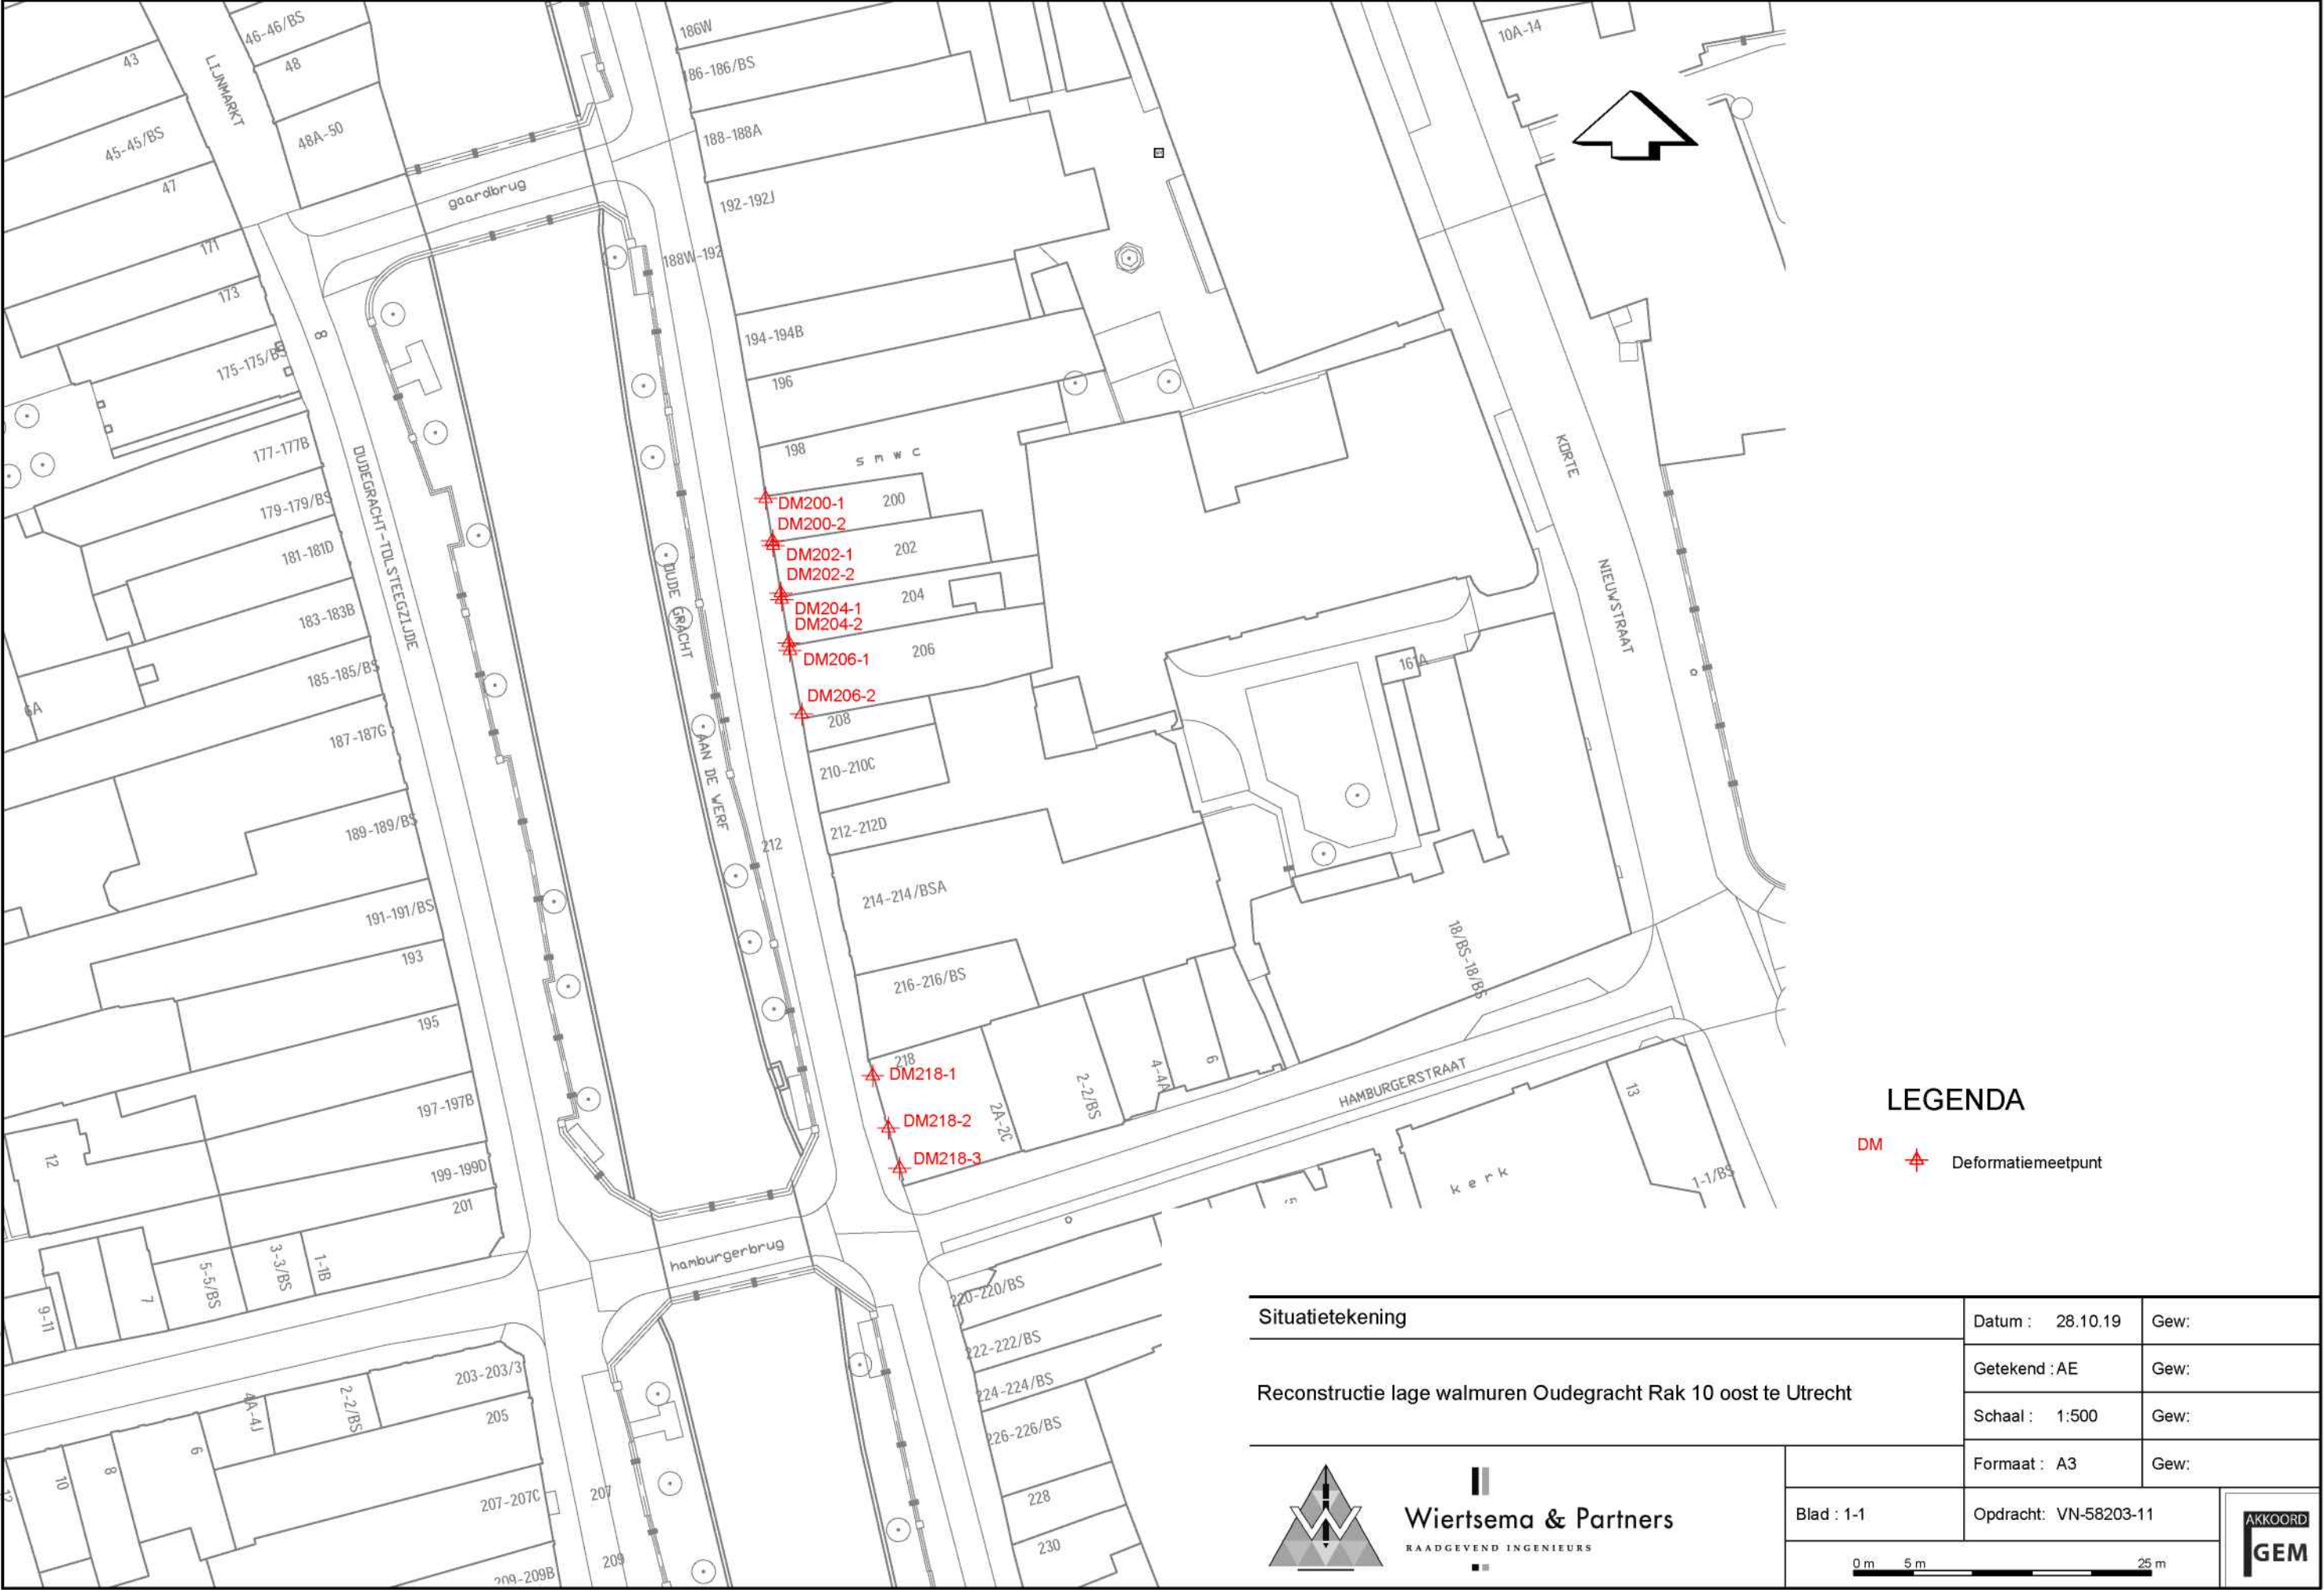 46-46/BS
43
48
LIJNMARKT
45-45/BS
48A-50
47
gaardbrug
171
173
8
175-175/BS
177-177B
179-179/BS
181-181D
183-183B
185-185/BS
6A
187-187G
189-189/BS
191-191/BS
193
195
197-197B
199-199D
201
12
OUDEGRACHT-TOLSTEEGZIJDE
186W
186-186/BS
188-188A
192-192J
188W-192
194-194B
196
198
s m w c
200
202
204
206
208
210-210C
212-212D
212
214-214/BSA
216-216/BS
218
DM200-1
DM200-2
DM202-1
DM202-2
DM204-1
DM204-2
DM206-1
DM206-2
DM218-1
DM218-2
DM218-3
OUDE GRACHT
AAN DE WERF
10A-14
KORTE
NIEUWSTRAAT
161A
18/BS-18/BS
2A-2C
2-2/BS
4-4A
6
HAMBURGERSTRAAT
13
1-1/BS
kerk
hamburgerbrug
5-5/BS
3-3/BS
1-1B
7
9-11
203-203/3
205
4A-4J
2-2/BS
6
8
10
12
207-207C
207
209
209-209B
220-220/BS
222-222/BS
224-224/BS
226-226/BS
228
230
LEGENDA
DM
Deformatiemeetpunt
Situatietekening
Reconstructie lage walmuren Oudegracht Rak 10 oost te Utrecht
Datum : 28.10.19 Gew:
Getekend : AE Gew:
Schaal : 1:500 Gew:
Formaat : A3 Gew:
Wiertsema & Partners
RAADGEVEND INGENIEURS
Blad : 1-1
Opdracht: VN-58203-11
0 m 5 m 25 m
AKKOORD
GEM